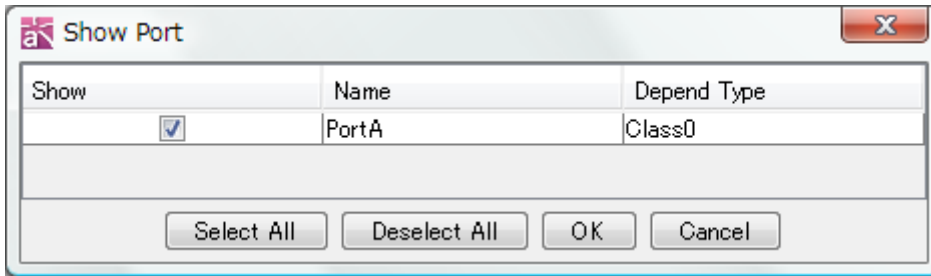 Show Port
Show Name Depend Type
PortA Class0
Select All Deselect All OK Cancel